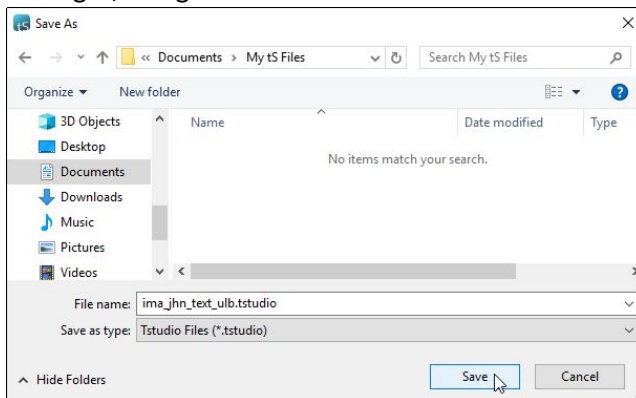 tS Save As
« Documents › My tS Files
Search My tS Files
Organize
New folder
3D Objects
Desktop
Documents
Downloads
Music
Pictures
Videos
Name
Date modified
Type
No items match your search.
File name: ima_jhn_text_ulb.tstudio
Save as type: Tstudio Files (*.tstudio)
Hide Folders
Save
Cancel